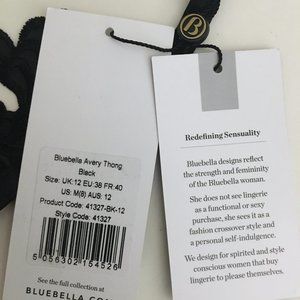 B
Bluebella Avery Thong
Black
Size: UK:12 EU:38 FR:40
US: M(8) AUS: 12
Product Code: 41327-BK-12
Style Code: 41327
5 056302 154526
See the full collection at
BLUEBELLA.CO
Redefining Sensuality
Bluebella designs reflect
the strength and femininity
of the Bluebella woman.
She does not see lingerie
as a functional or sexy
purchase, she sees it as a
fashion crossover style and
a personal self-indulgence.
We design for spirited and style
conscious women that buy
lingerie to please themselves.